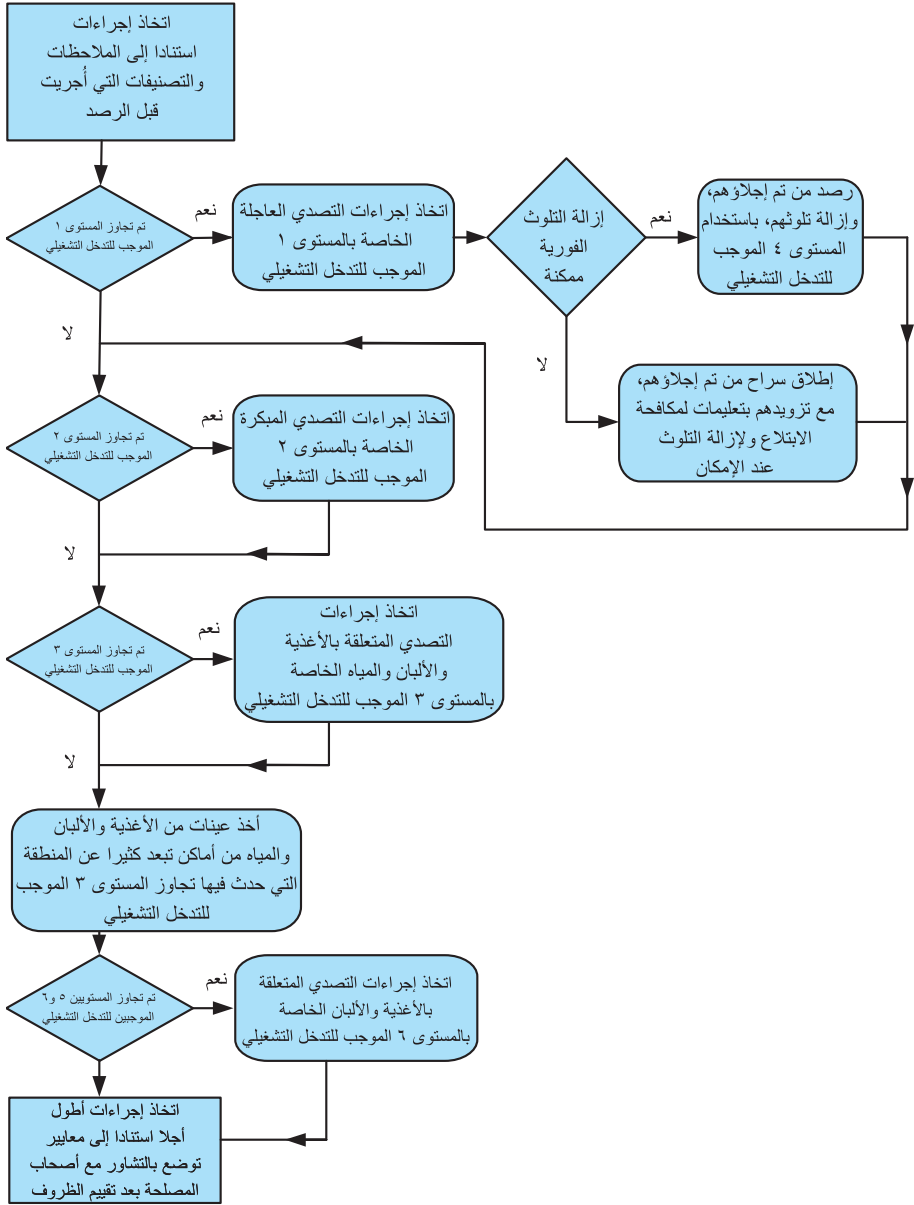 اتخاذ إجراءات
استنادا إلى الملاحظات
والتصنيفات التي أُجريت
قبل الرصد
تم تجاوز المستوى ١
الموجب للتدخل التشغيلي
نعم
اتخاذ إجراءات التصدي العاجلة
الخاصة بالمستوى ١
الموجب للتدخل التشغيلي
إزالة التلوث
الفورية
ممكنة
نعم
رصد من تم إجلاؤهم،
وإزالة تلوثهم، باستخدام
المستوى ٤ الموجب
للتدخل التشغيلي
لا
إطلاق سراح من تم إجلاؤهم،
مع تزويدهم بتعليمات لمكافحة
الابتلاع ولإزالة التلوث
عند الإمكان
لا
تم تجاوز المستوى ٢
الموجب للتدخل التشغيلي
نعم
اتخاذ إجراءات التصدي المبكرة
الخاصة بالمستوى ٢
الموجب للتدخل التشغيلي
لا
تم تجاوز المستوى ٣
الموجب للتدخل التشغيلي
نعم
اتخاذ إجراءات
التصدي المتعلقة بالأغذية
والألبان والمياه الخاصة
بالمستوى ٣ الموجب للتدخل التشغيلي
لا
أخذ عينات من الأغذية والألبان
والمياه من أماكن تبعد كثيرا عن المنطقة
التي حدث فيها تجاوز المستوى ٣ الموجب
للتدخل التشغيلي
تم تجاوز المستويين ٥ و٦
الموجبين للتدخل التشغيلي
نعم
اتخاذ إجراءات التصدي المتعلقة
بالأغذية والألبان الخاصة
بالمستوى ٦ الموجب للتدخل التشغيلي
اتخاذ إجراءات أطول
أجلا استنادا إلى معايير
توضع بالتشاور مع أصحاب
المصلحة بعد تقييم الظروف